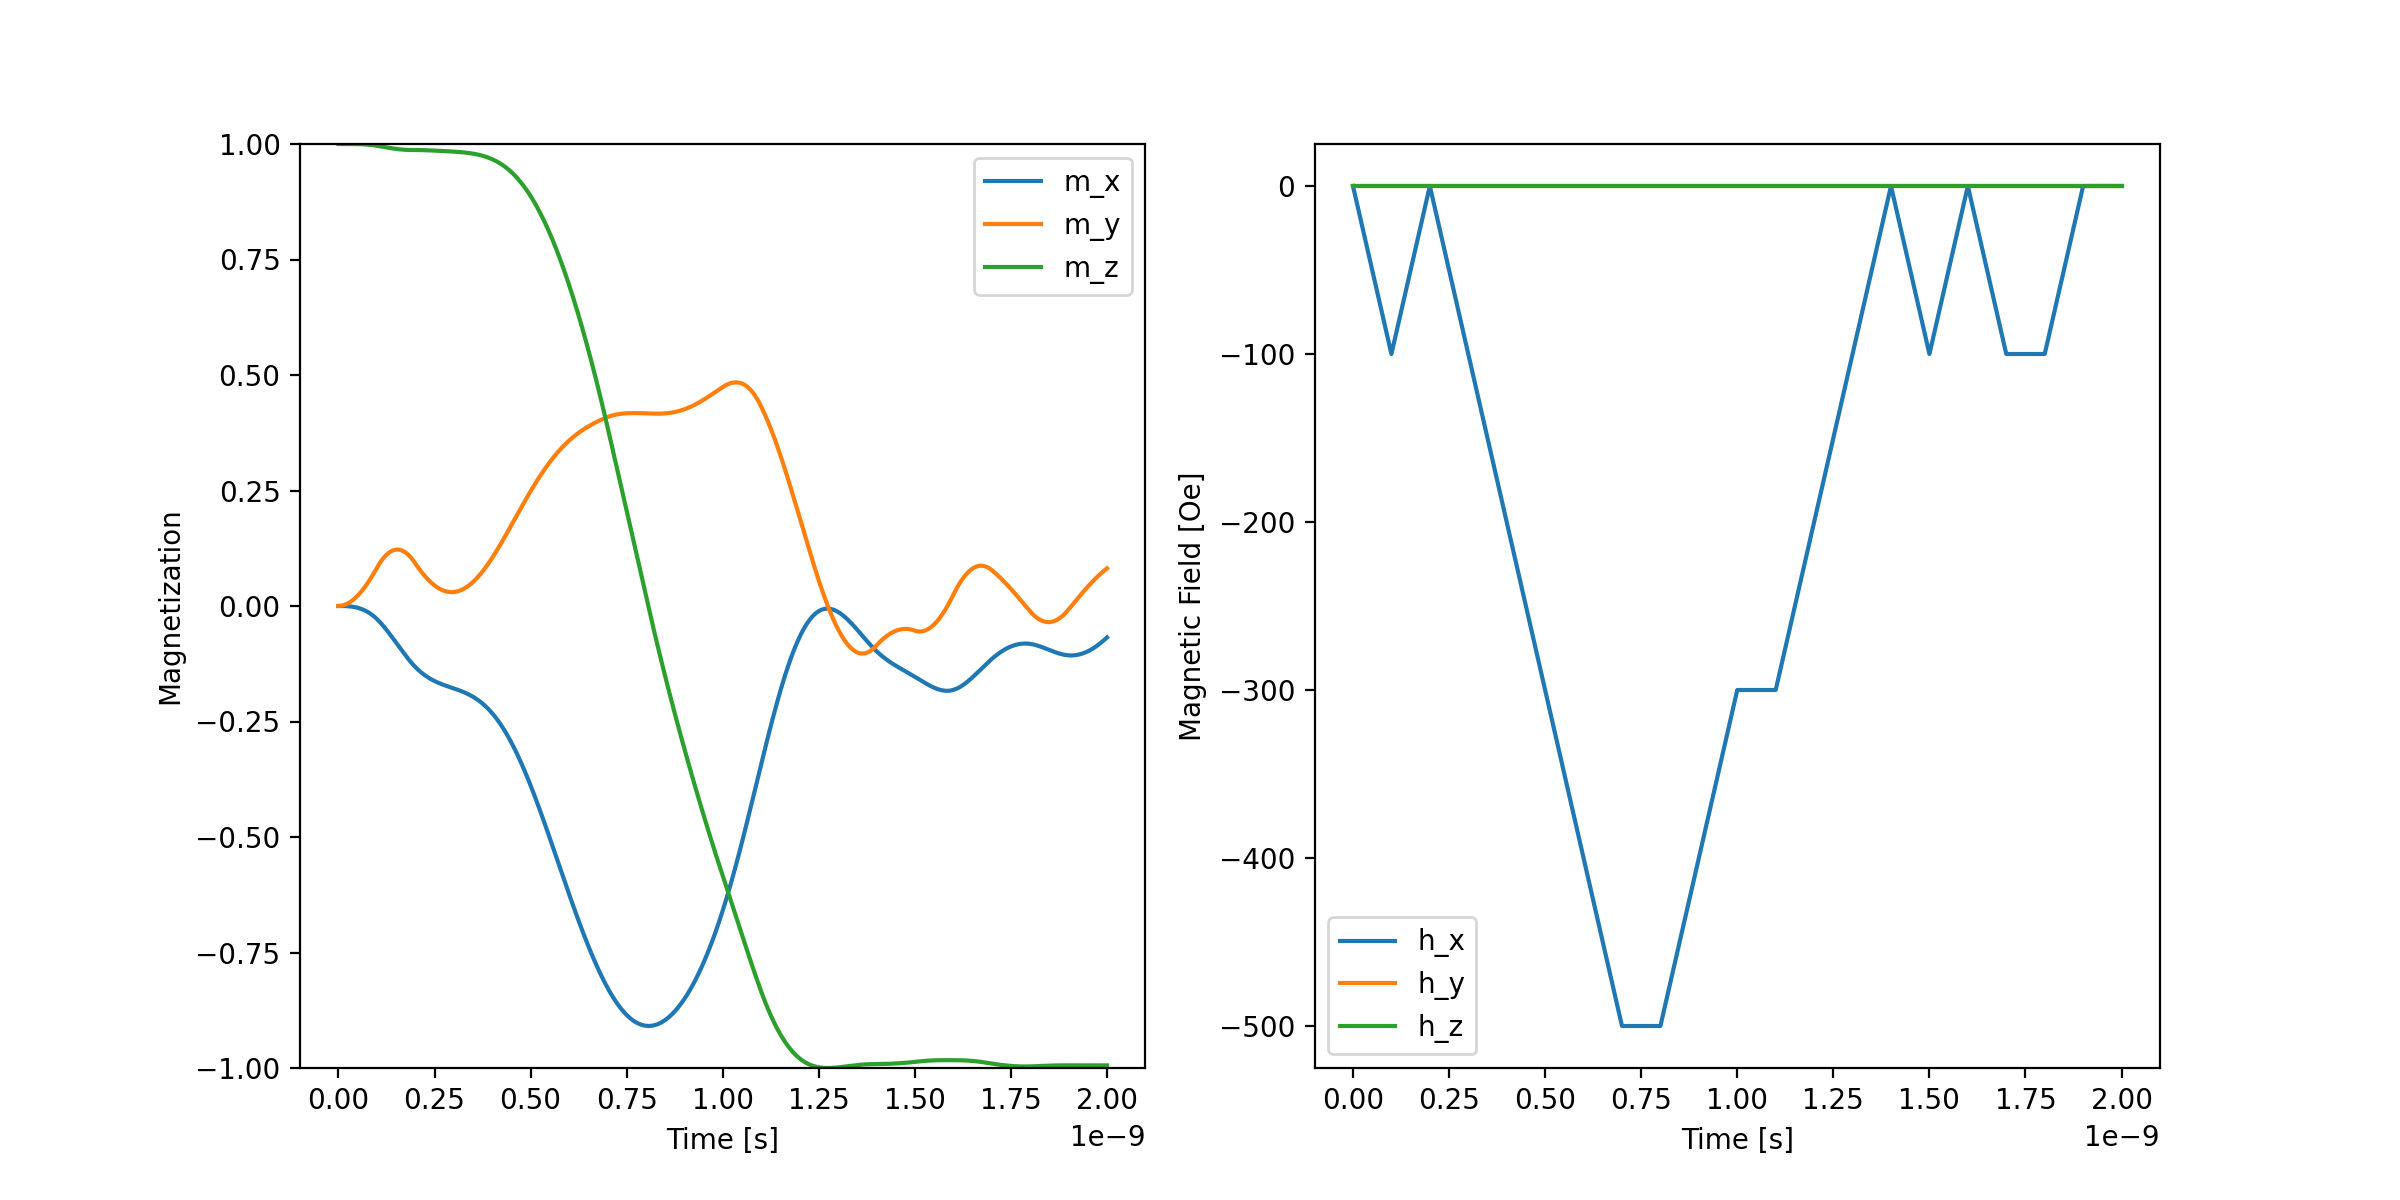 1.00
0.75
0.50
0.25
0.00
−0.25
−0.50
−0.75
−1.00
Magnetization
m_x
m_y
m_z
0.00 0.25 0.50 0.75 1.00 1.25 1.50 1.75 2.00
Time [s]
1e−9
0
−100
−200
−300
−400
−500
Magnetic Field [Oe]
h_x
h_y
h_z
0.00 0.25 0.50 0.75 1.00 1.25 1.50 1.75 2.00
Time [s]
1e−9